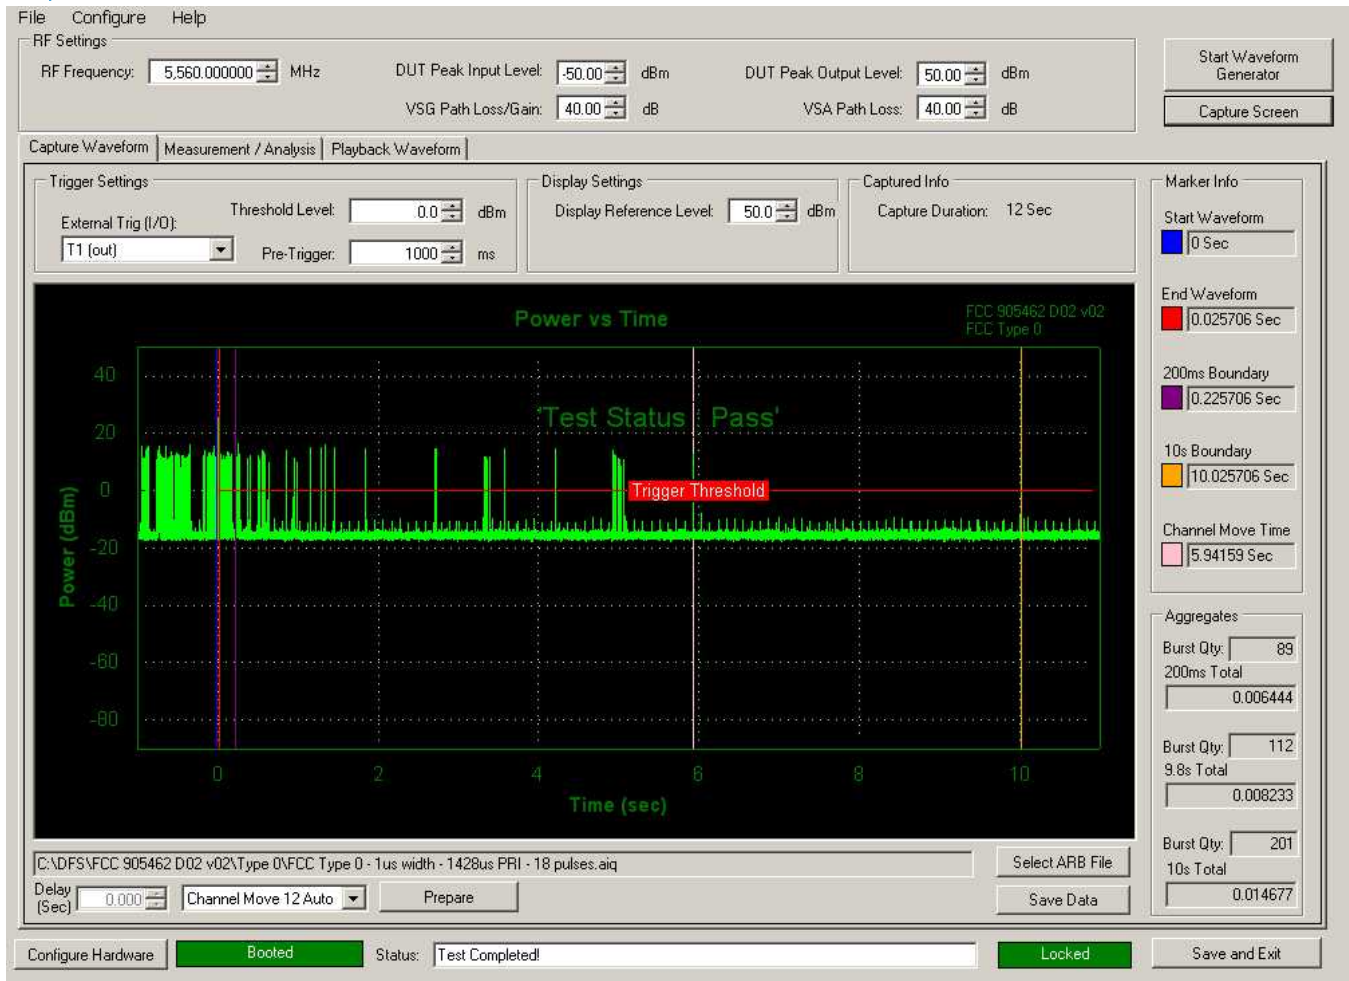 File Configure Help
RF Settings
RF Frequency: 5,560.000000 MHz DUT Peak Input Level: -50.00 dBm DUT Peak Output Level: 50.00 dBm
VSG Path Loss/Gain: 40.00 dB VSA Path Loss: 40.00 dB
Start Waveform
Generator
Capture Screen
Capture Waveform Measurement / Analysis Playback Waveform
Trigger Settings
External Trig (I/O):
T1 (out)
Threshold Level: 0.0 dBm
Pre-Trigger: 1000 ms
Display Settings
Display Reference Level: 50.0 dBm
Captured Info
Capture Duration: 12 Sec
Marker Info
Start Waveform
0 Sec
End Waveform
0.025706 Sec
200ms Boundary
0.225706 Sec
10s Boundary
10.025706 Sec
Channel Move Time
5.94159 Sec
Power vs Time
FCC 905462 D02 v02
FCC Type 0
'Test Status : Pass'
Trigger Threshold
Power (dBm)
40
20
0
-20
-40
-60
-80
0 2 4 6 8 10
Time (sec)
Aggregates
Burst Qty: 89
200ms Total
0.006444
Burst Qty: 112
9.8s Total
0.008233
Burst Qty: 201
10s Total
0.014677
C:\DFS\FCC 905462 D02 v02\Type 0\FCC Type 0 - 1us width - 1428us PRI - 18 pulses.aiq
Select ARB File
Delay
(Sec) 0.000 Channel Move 12 Auto Prepare
Save Data
Configure Hardware Booted Status: Test Completed! Locked Save and Exit